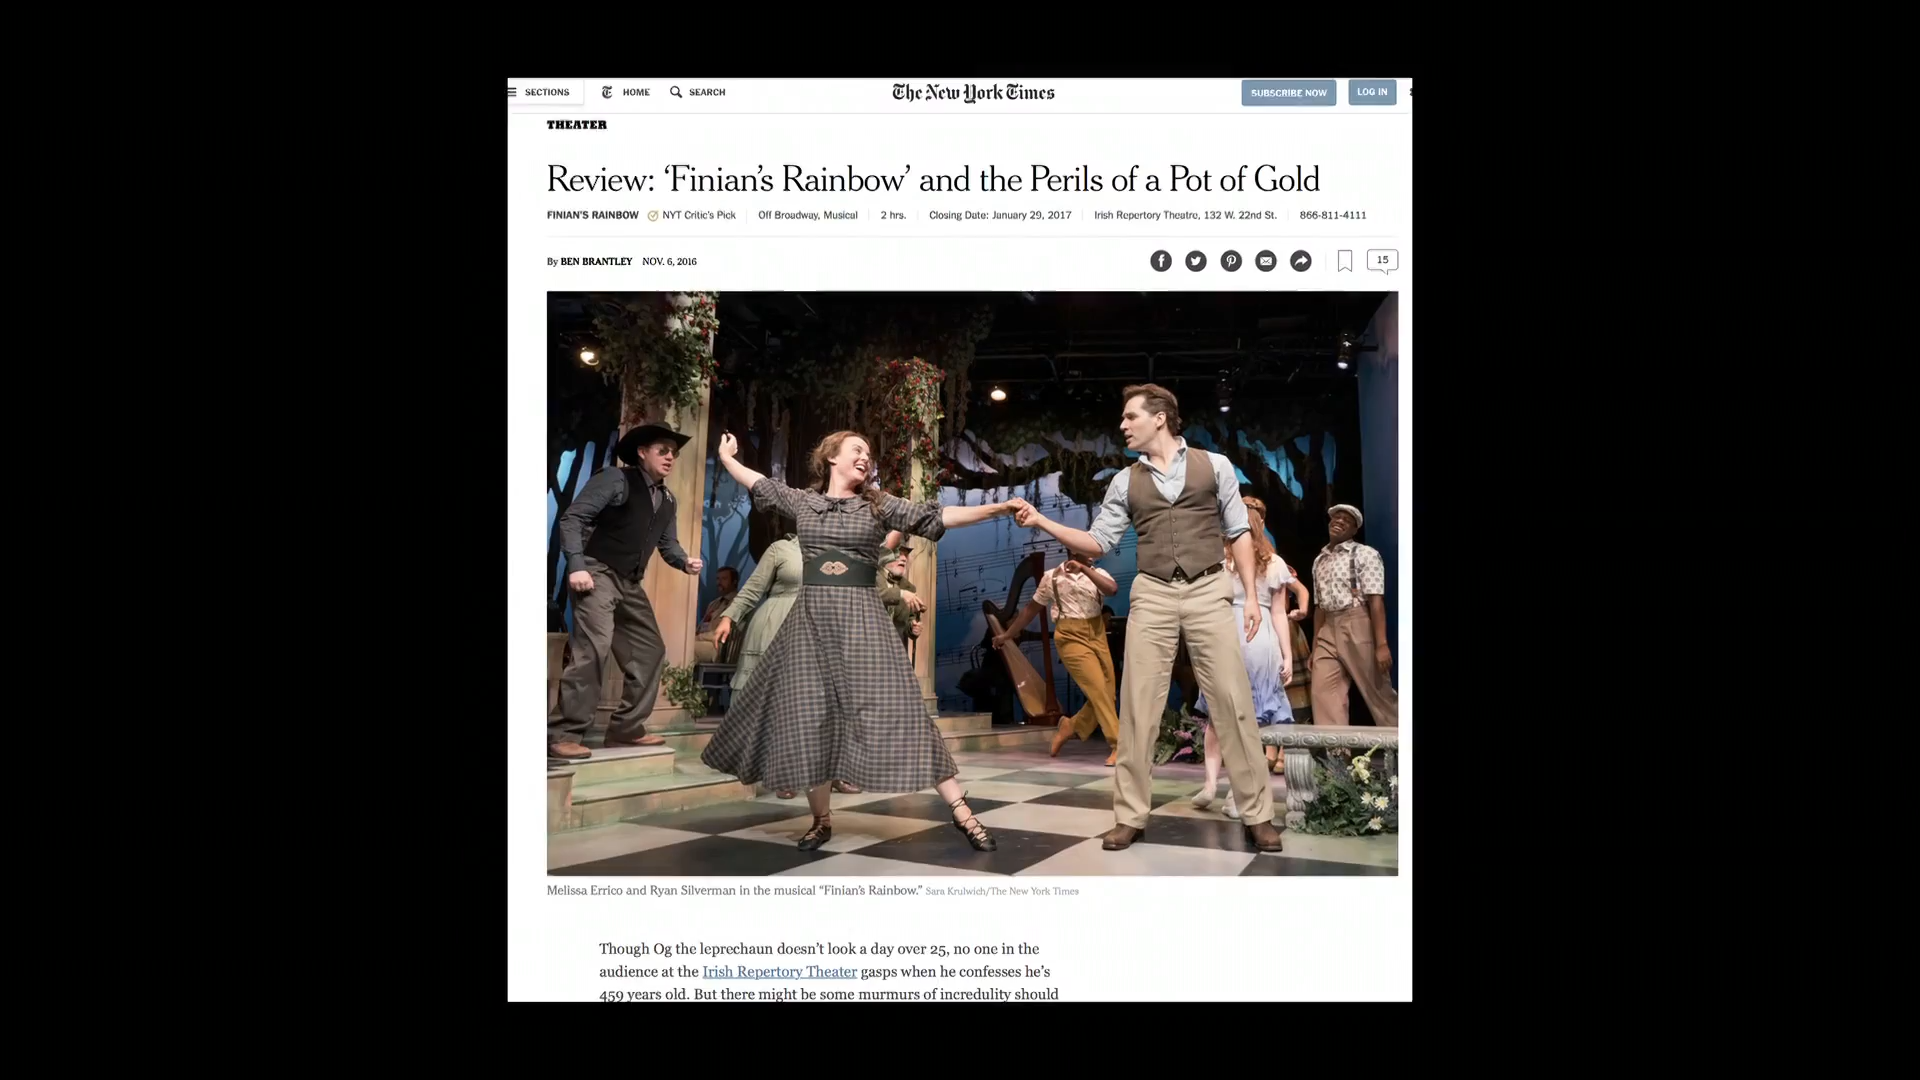 SECTIONS HOME SEARCH The New York Times SUBSCRIBE NOW LOG IN
THEATER
Review: ‘Finian’s Rainbow’ and the Perils of a Pot of Gold
FINIAN'S RAINBOW NYT Critic's Pick Off Broadway, Musical 2 hrs. Closing Date: January 29, 2017 Irish Repertory Theatre, 132 W. 22nd St. 866-811-4111
By BEN BRANTLEY NOV. 6, 2016 15
Melissa Errico and Ryan Silverman in the musical “Finian’s Rainbow.” Sara Krulwich/The New York Times
Though Og the leprechaun doesn’t look a day over 25, no one in the
audience at the Irish Repertory Theater gasps when he confesses he’s
459 years old. But there might be some murmurs of incredulity should